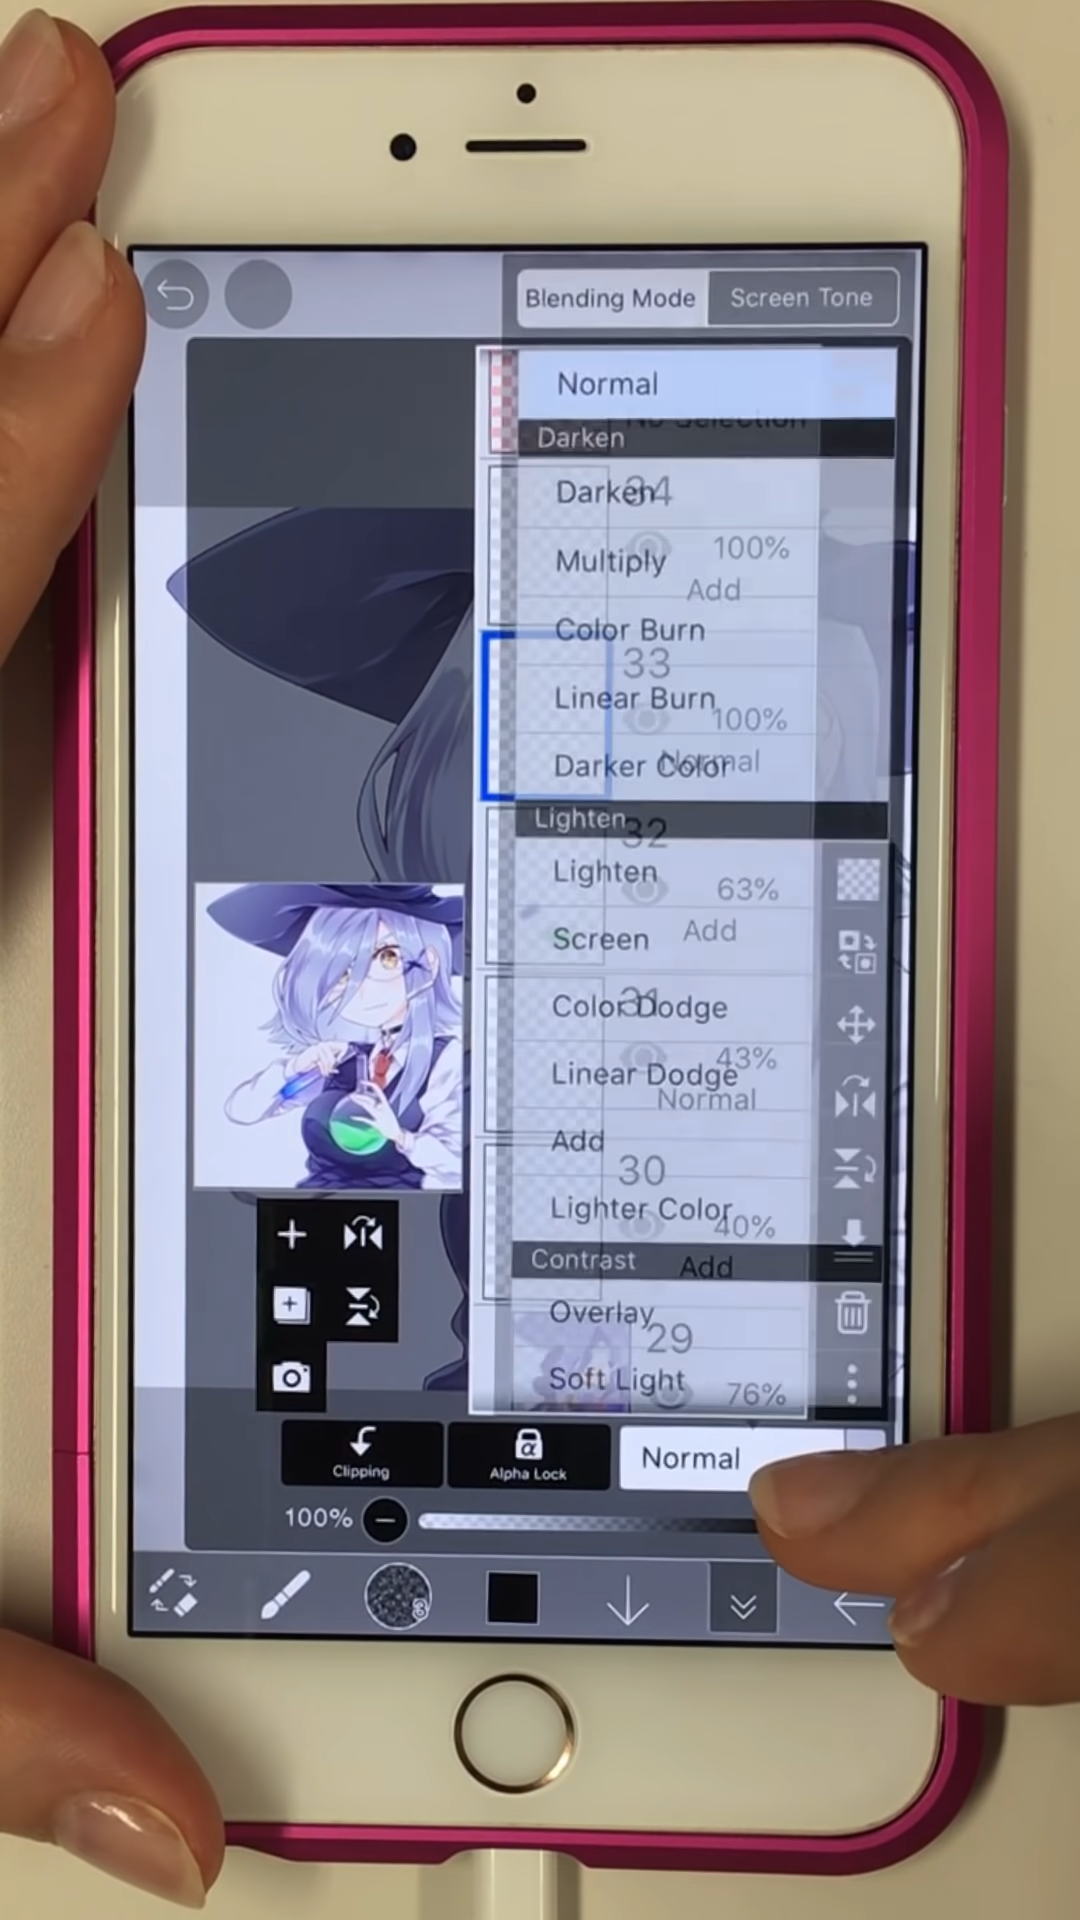 Blending Mode
Screen Tone
Normal
No Selection
Darken
Darken
34
100%
Multiply
Add
Color Burn
33
Linear Burn
100%
Darker Color
Normal
Lighten
32
Lighten
63%
Screen
Add
Color Dodge
31
43%
Linear Dodge
Normal
Add
30
Lighter Color
40%
Contrast
Add
Overlay
29
Soft Light
76%
Clipping
α
Alpha Lock
Normal
100%